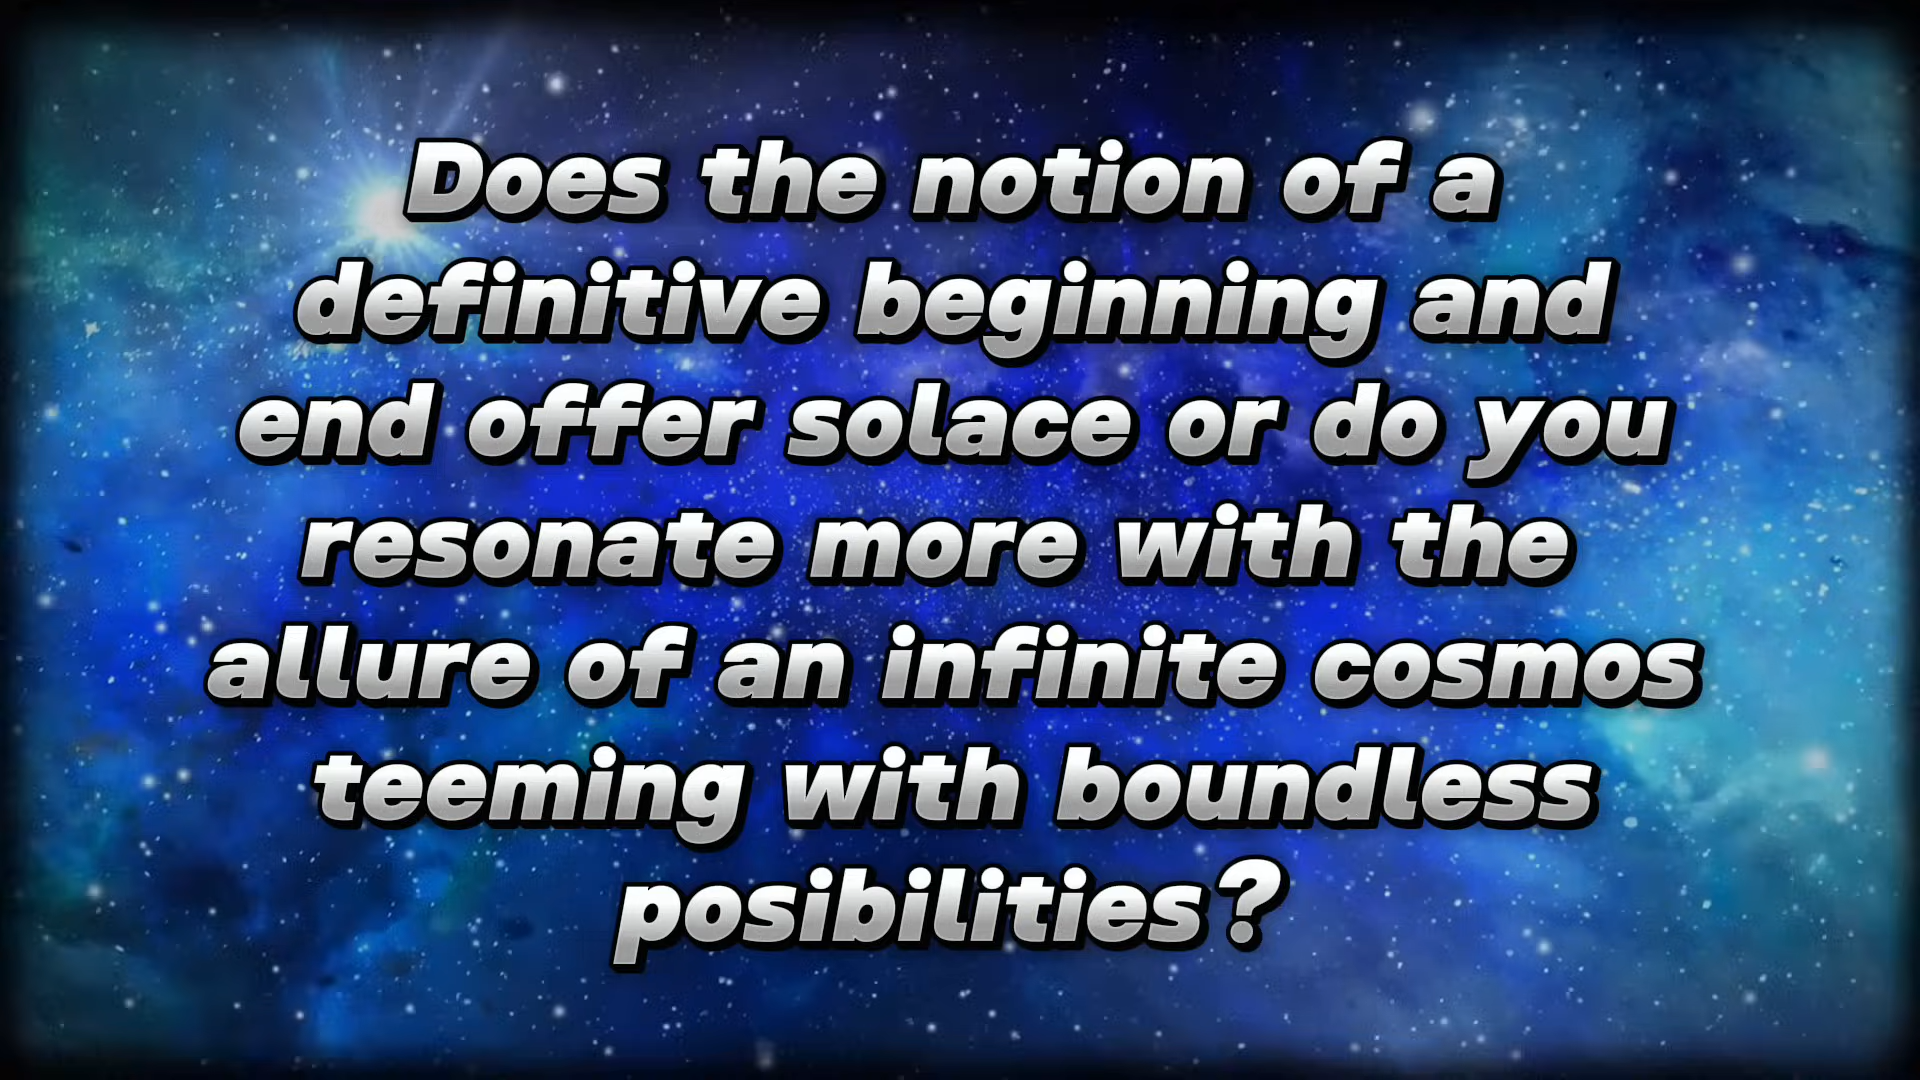 Does the notion of a
definitive beginning and
end offer solace or do you
resonate more with the
allure of an infinite cosmos
teeming with boundless
posibilities?